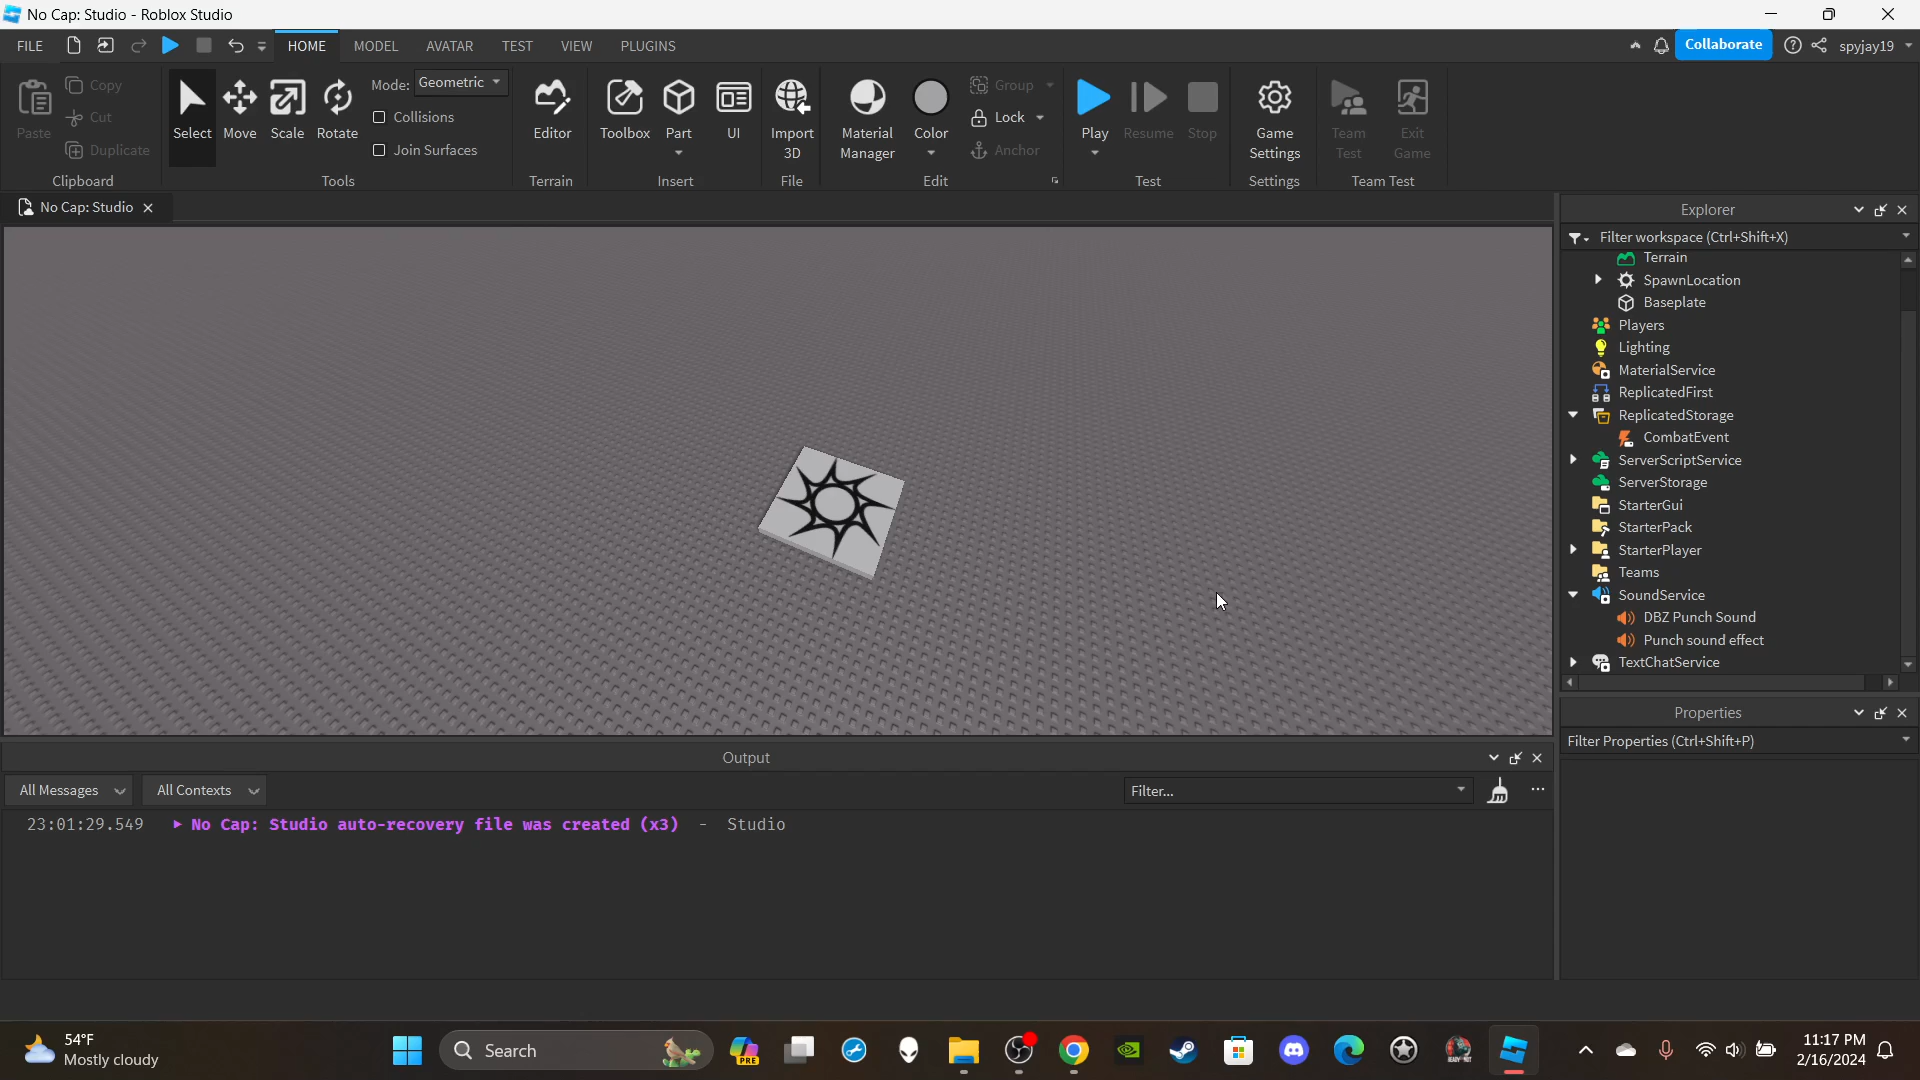 No Cap: Studio - Roblox Studio
FILE HOME MODEL AVATAR TEST VIEW PLUGINS Collaborate spyjay19
Paste Copy Cut Duplicate
Clipboard
Select Move Scale Rotate Mode: Geometric
Collisions
Join Surfaces
Tools
Editor
Terrain
Toolbox Part UI
Insert
Import 3D
File
Material Manager Color Group Lock Anchor
Edit
Play Resume Stop
Test
Game Settings
Settings
Team Test Exit Game
Team Test
No Cap: Studio
Explorer
Filter workspace (Ctrl+Shift+X)
Terrain
SpawnLocation
Baseplate
Players
Lighting
MaterialService
ReplicatedFirst
ReplicatedStorage
CombatEvent
ServerScriptService
ServerStorage
StarterGui
StarterPack
StarterPlayer
Teams
SoundService
DBZ Punch Sound
Punch sound effect
TextChatService
Properties
Filter Properties (Ctrl+Shift+P)
Output
All Messages All Contexts Filter...
23:01:29.549 No Cap: Studio auto-recovery file was created (x3) - Studio
54°F
Mostly cloudy
Search
PRE
11:17 PM
2/16/2024